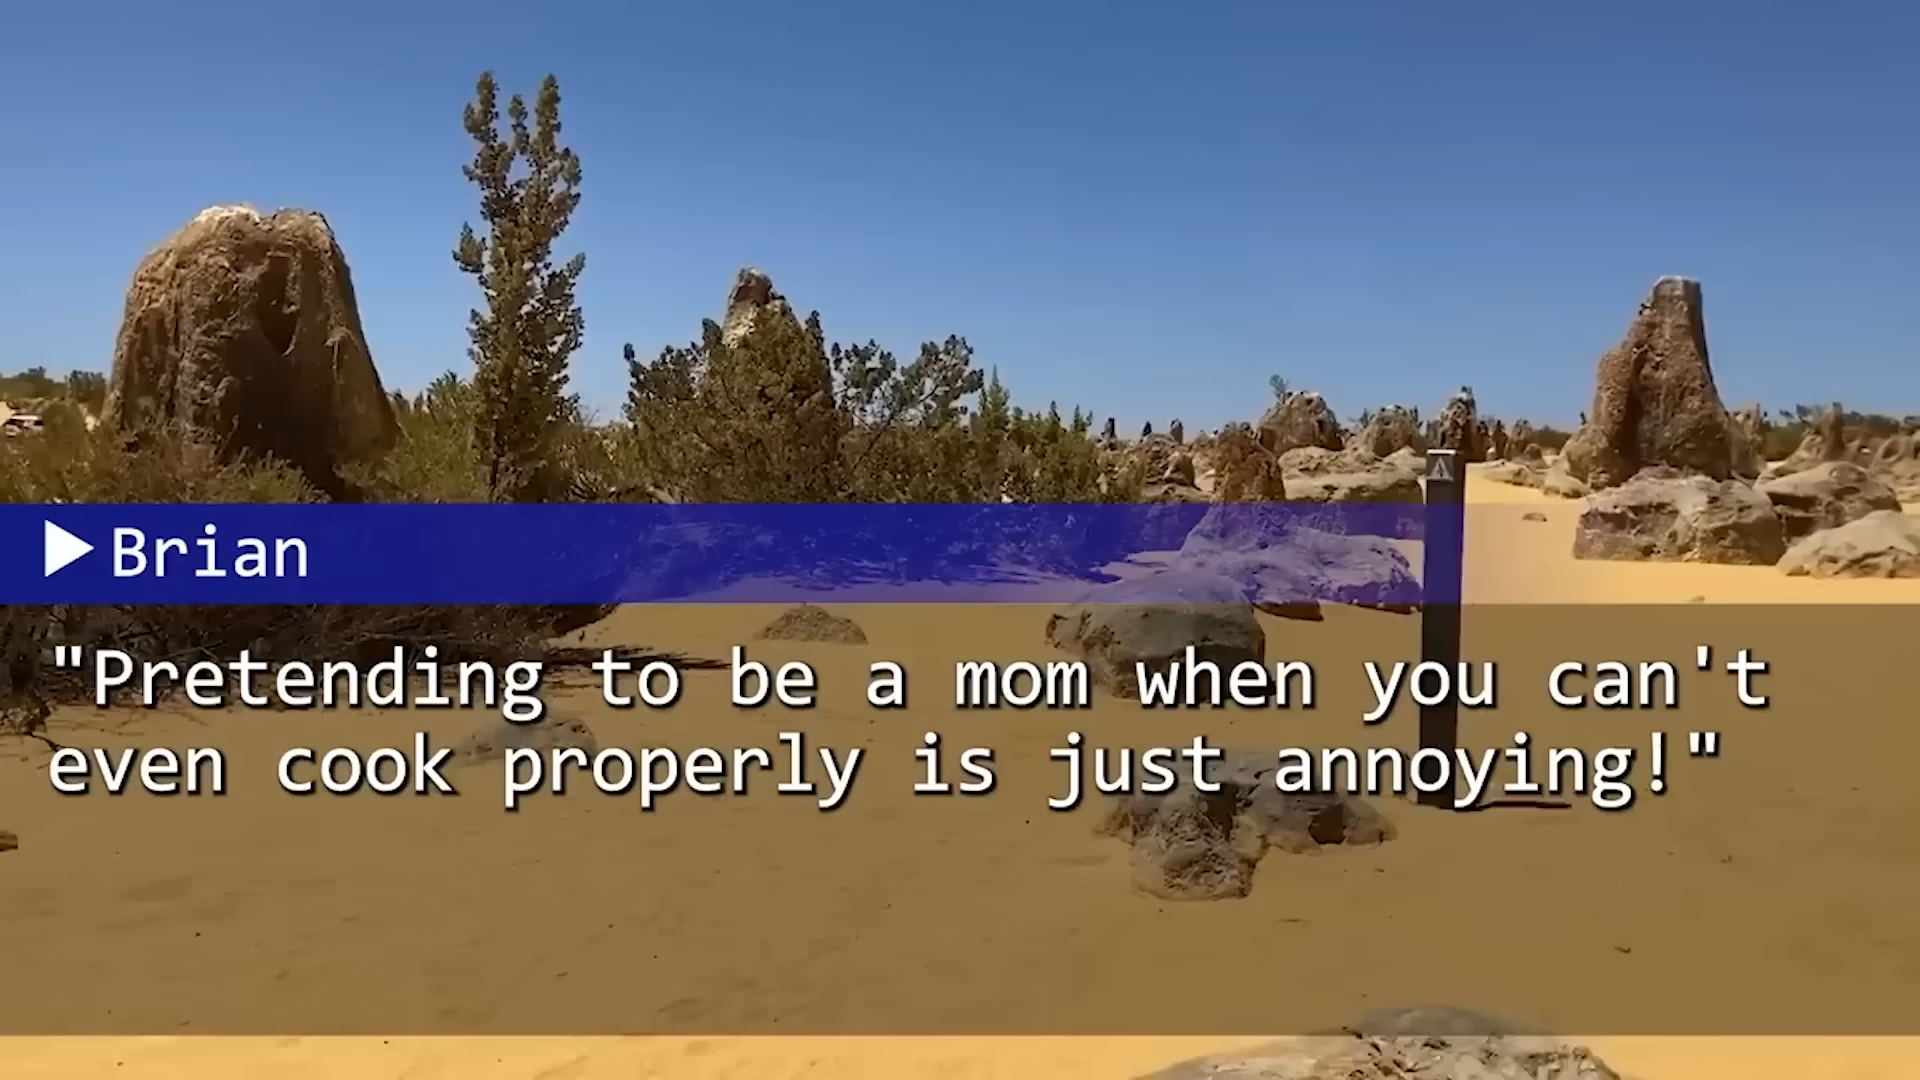 Brian
"Pretending to be a mom when you can't
even cook properly is just annoying!"